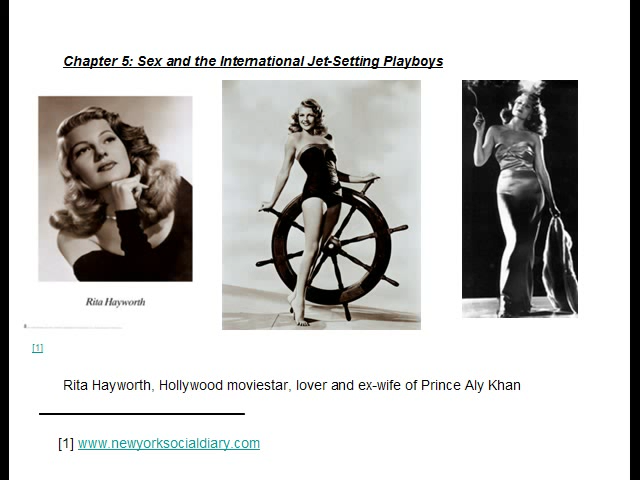 Chapter 5: Sex and the International Jet-Setting Playboys
Rita Hayworth
[1]
Rita Hayworth, Hollywood moviestar, lover and ex-wife of Prince Aly Khan
[1] www.newyorksocialdiary.com